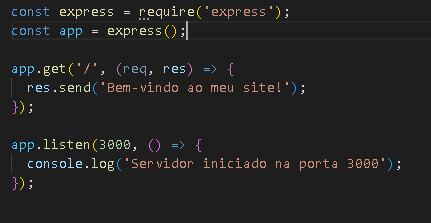 const express = require('express');
const app = express();
app.get('/', (req, res) => {
res.send('Bem-vindo ao meu site!');
});
app.listen(3000, () => {
console.log('Servidor iniciado na porta 3000');
});